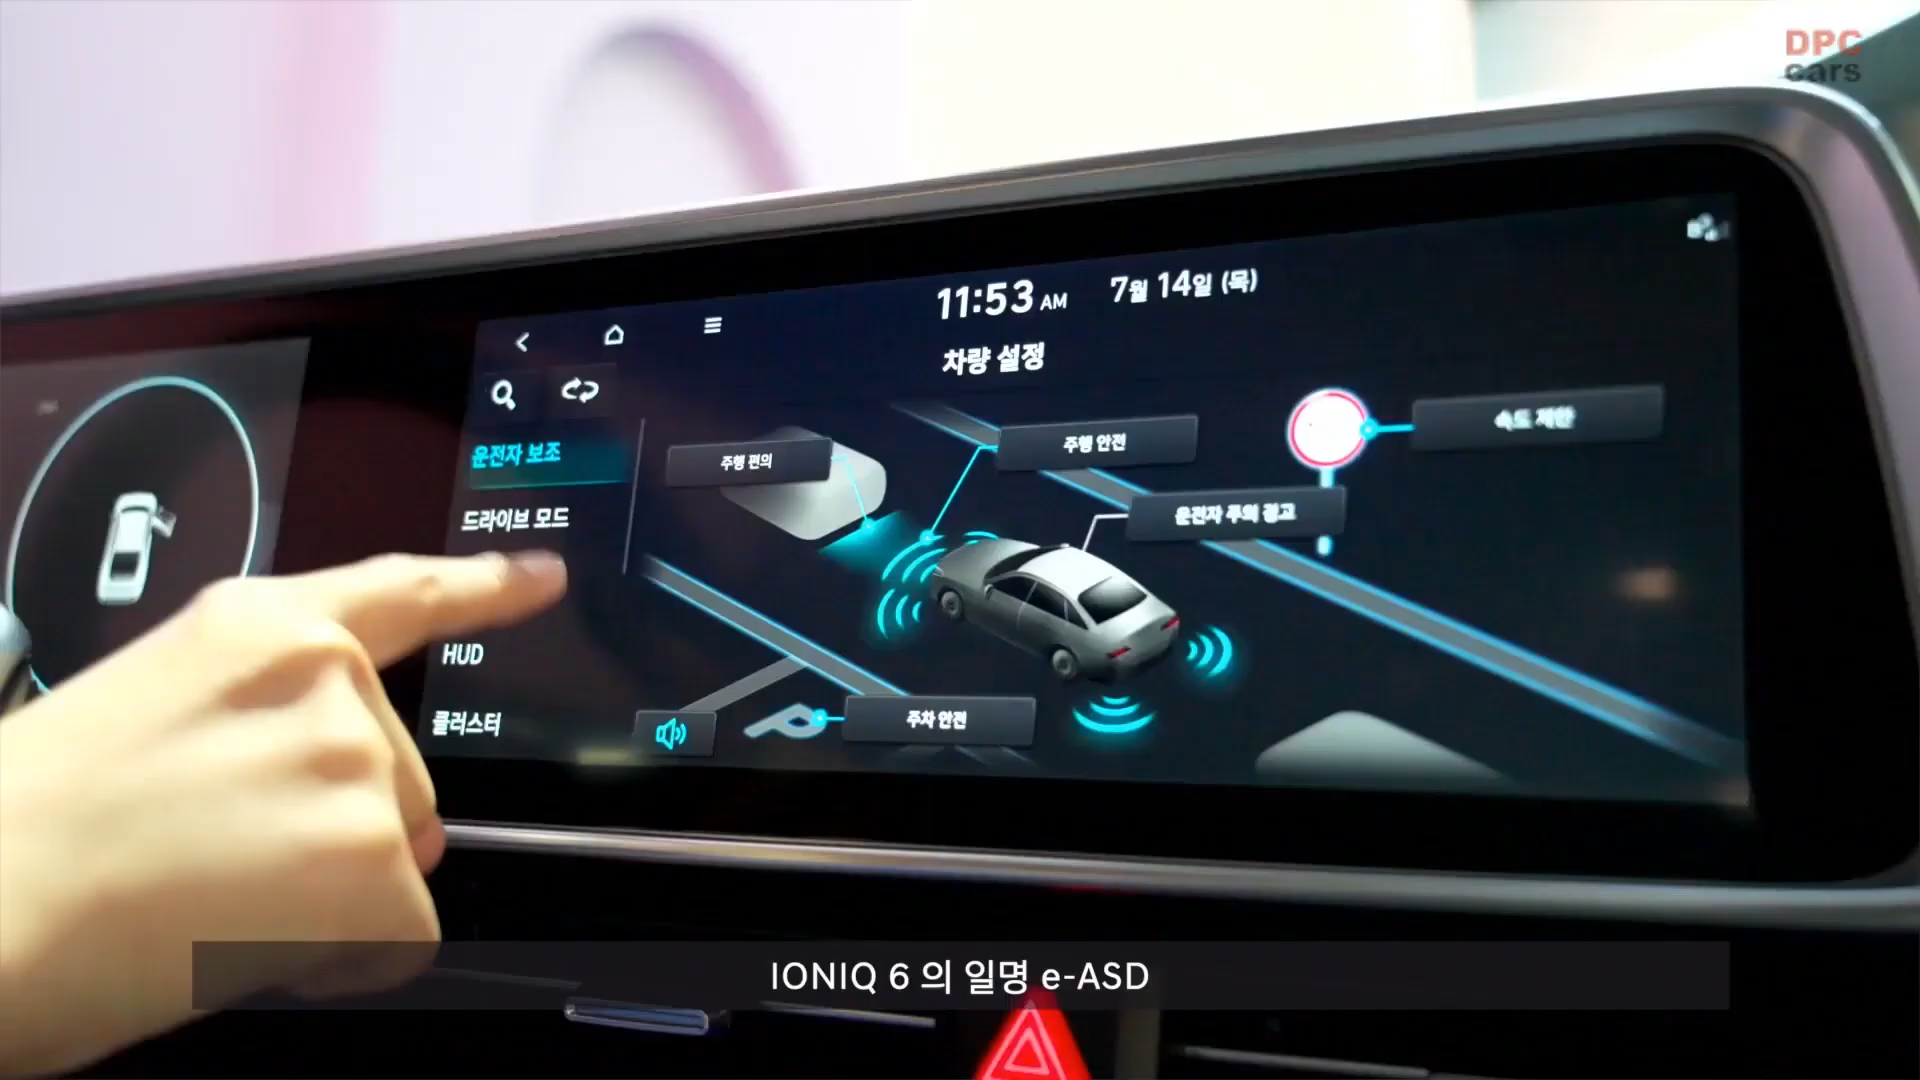 DPC
cars
11:53 AM 7월 14일 (목)
차량 설정
운전자 보조
드라이브 모드
HUD
클러스터
주행 편의
주행 안전
속도 제한
운전자 주의 경고
주차 안전
IONIQ 6 의 일명 e-ASD